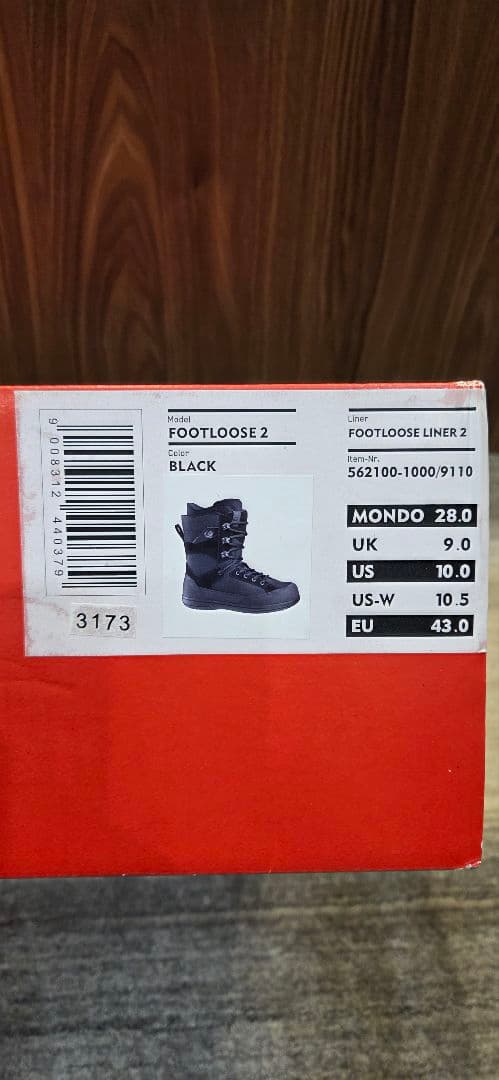 9 008312 440379
3173
Model
FOOTLOOSE 2
Color
BLACK
Liner
FOOTLOOSE LINER 2
Item-Nr.
562100-1000/9110
MONDO 28.0
UK 9.0
US 10.0
US-W 10.5
EU 43.0